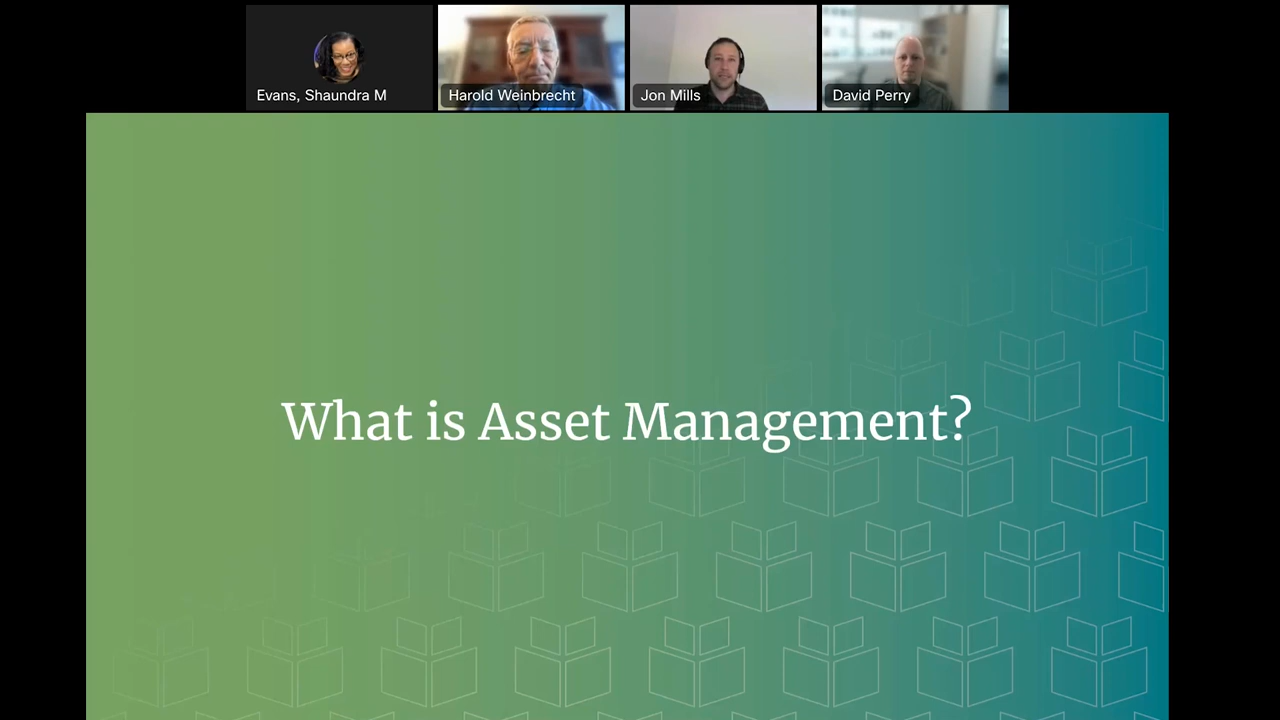 Evans, Shaundra M
Harold Weinbrecht
Jon Mills
David Perry
What is Asset Management?